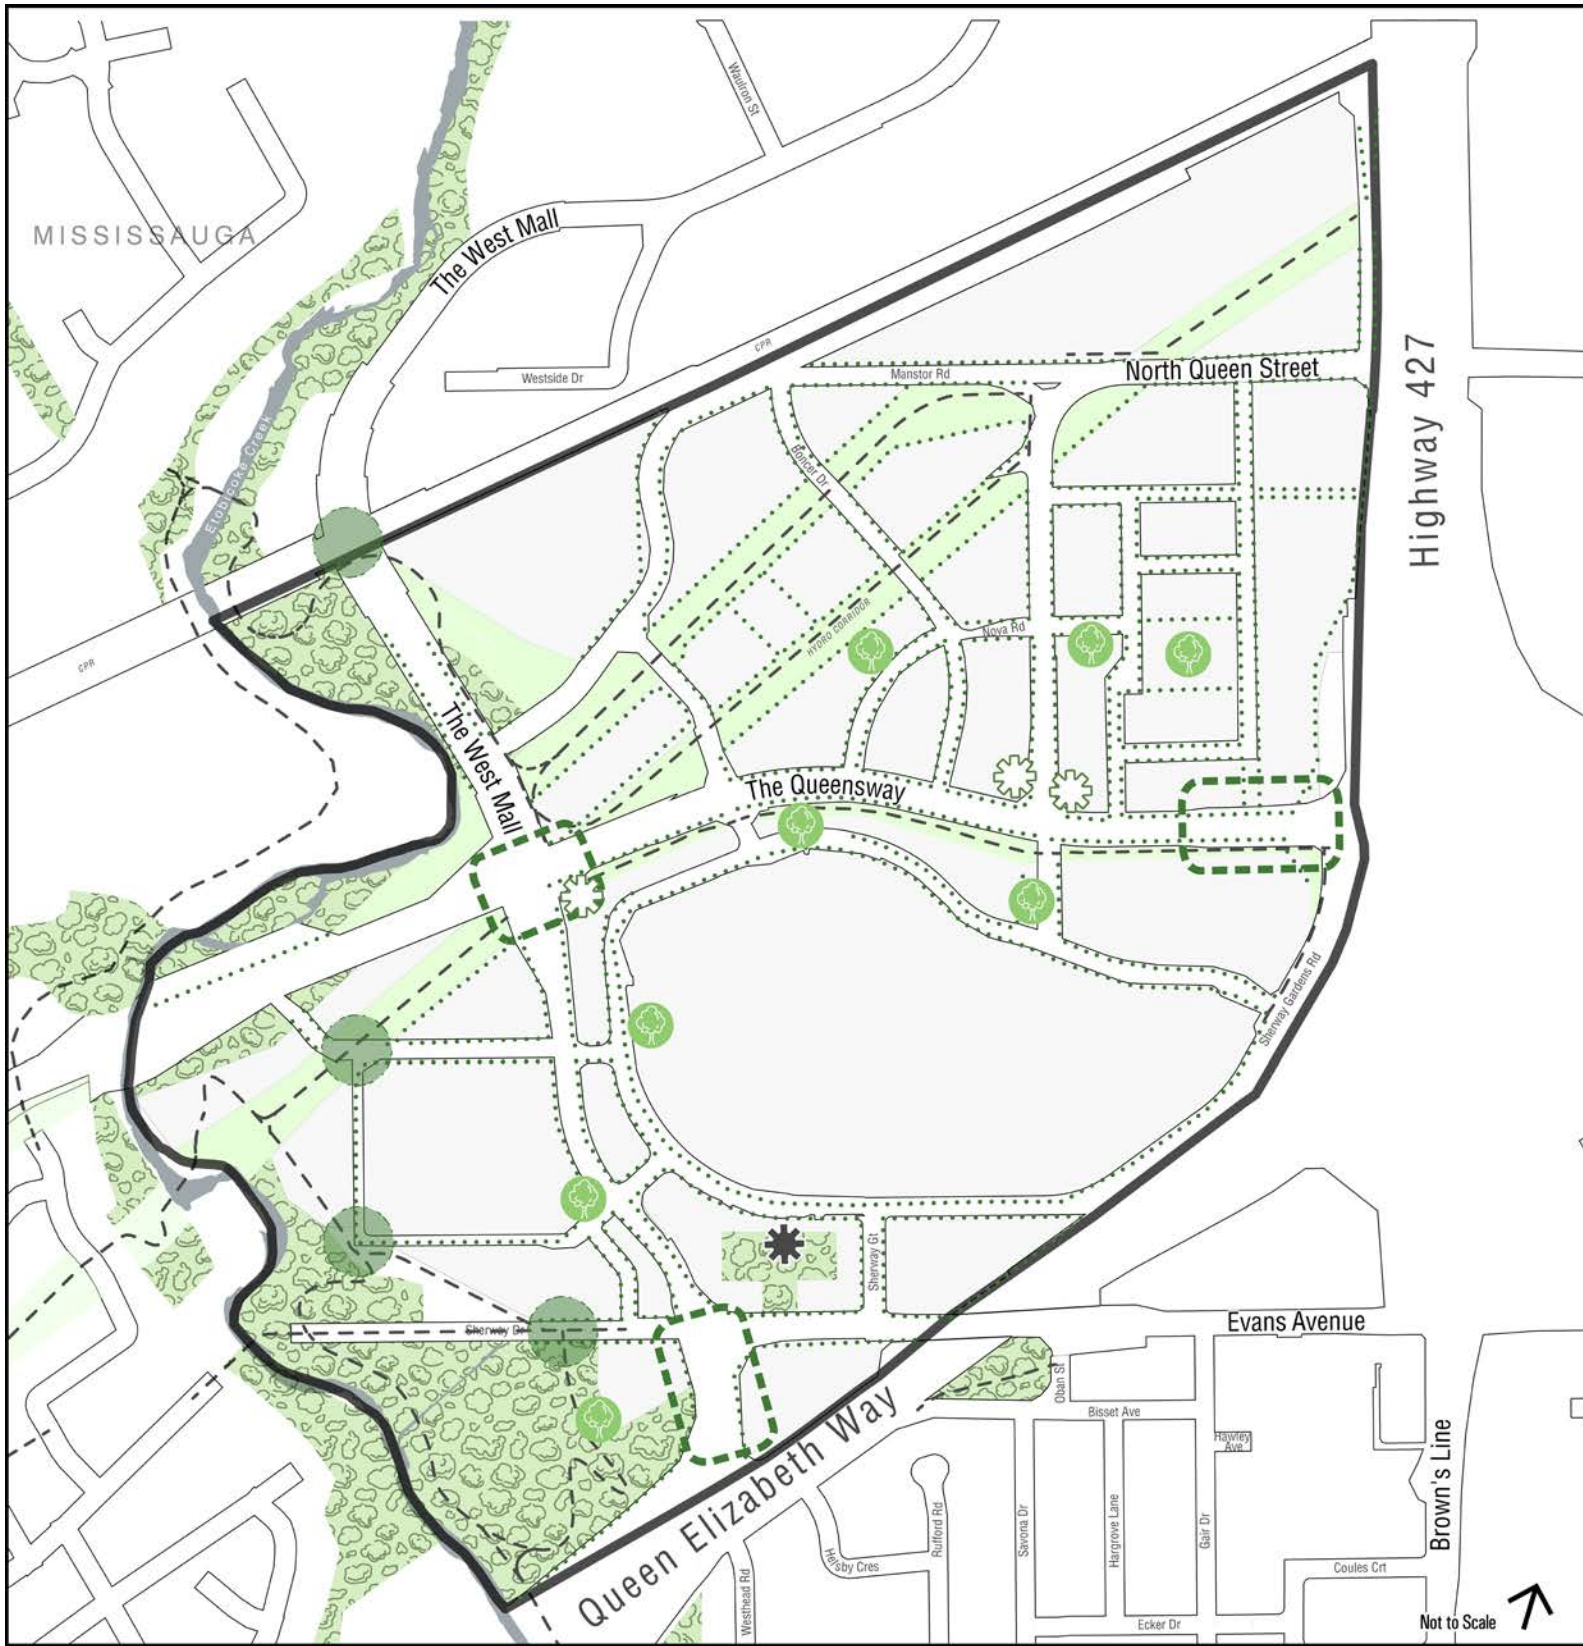 Waulron St
MISSISSAUGA
The West Mall
CPR
Westside Dr
Manstor Rd
North Queen Street
Highway 427
Etobicoke Creek
Boncer Dr
HYDRO CORRIDOR
Nova Rd
CPR
The West Mall
The Queensway
Sherway Gardens Rd
Sherway Gt
Sherway Dr
Evans Avenue
Oban St
Bisset Ave
Hawley
Ave
Queen Elizabeth Way
Brown's Line
Rufford Rd
Savona Dr
Hargrove Lane
Gair Dr
Helsby Cres
Coules Crt
Westhead Rd
Ecker Dr
Not to Scale